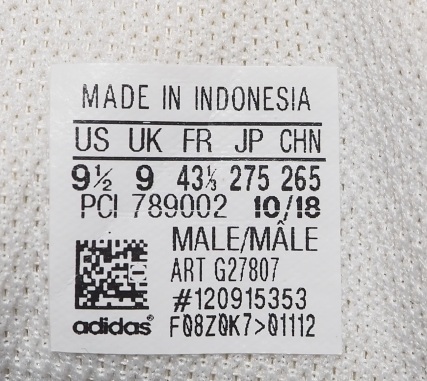 MADE IN INDONESIA
US UK FR JP CHN
9½ 9 43⅓ 275 265
PCI 789002 10/18
MALE/MÂLE
ART G27807
#120915353
adidas® F08Z0K7>01112